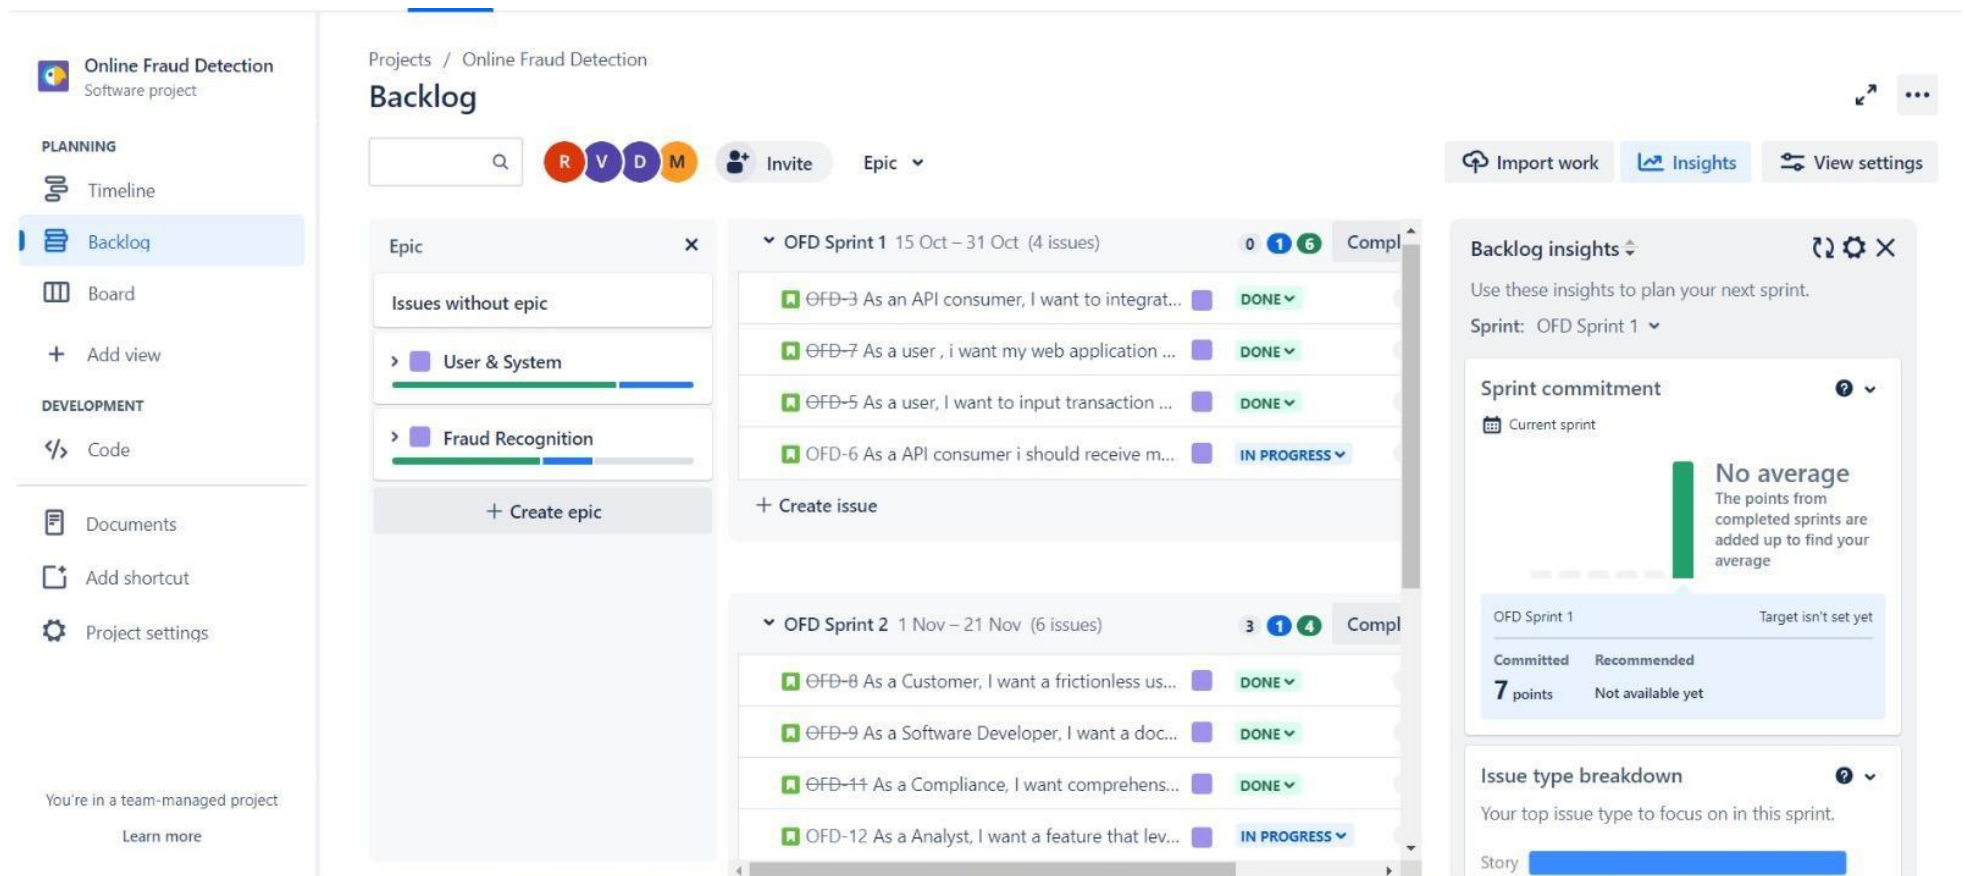 Online Fraud Detection
Software project
PLANNING
Timeline
Backlog
Board
Add view
DEVELOPMENT
Code
Documents
Add shortcut
Project settings
You're in a team-managed project
Learn more
Projects / Online Fraud Detection
Backlog
R V D M Invite Epic
Import work Insights View settings
Epic
Issues without epic
User & System
Fraud Recognition
+ Create epic
OFD Sprint 1 15 Oct – 31 Oct (4 issues) 0 1 6 Compl
OFD-3 As an API consumer, I want to integrat... DONE
OFD-7 As a user , i want my web application ... DONE
OFD-5 As a user, I want to input transaction ... DONE
OFD-6 As a API consumer i should receive m... IN PROGRESS
+ Create issue
OFD Sprint 2 1 Nov – 21 Nov (6 issues) 3 1 4 Compl
OFD-8 As a Customer, I want a frictionless us... DONE
OFD-9 As a Software Developer, I want a doc... DONE
OFD-11 As a Compliance, I want comprehens... DONE
OFD-12 As a Analyst, I want a feature that lev... IN PROGRESS
Backlog insights
Use these insights to plan your next sprint.
Sprint: OFD Sprint 1
Sprint commitment
Current sprint
No average
The points from
completed sprints are
added up to find your
average
OFD Sprint 1 Target isn't set yet
Committed Recommended
7 points Not available yet
Issue type breakdown
Your top issue type to focus on in this sprint.
Story